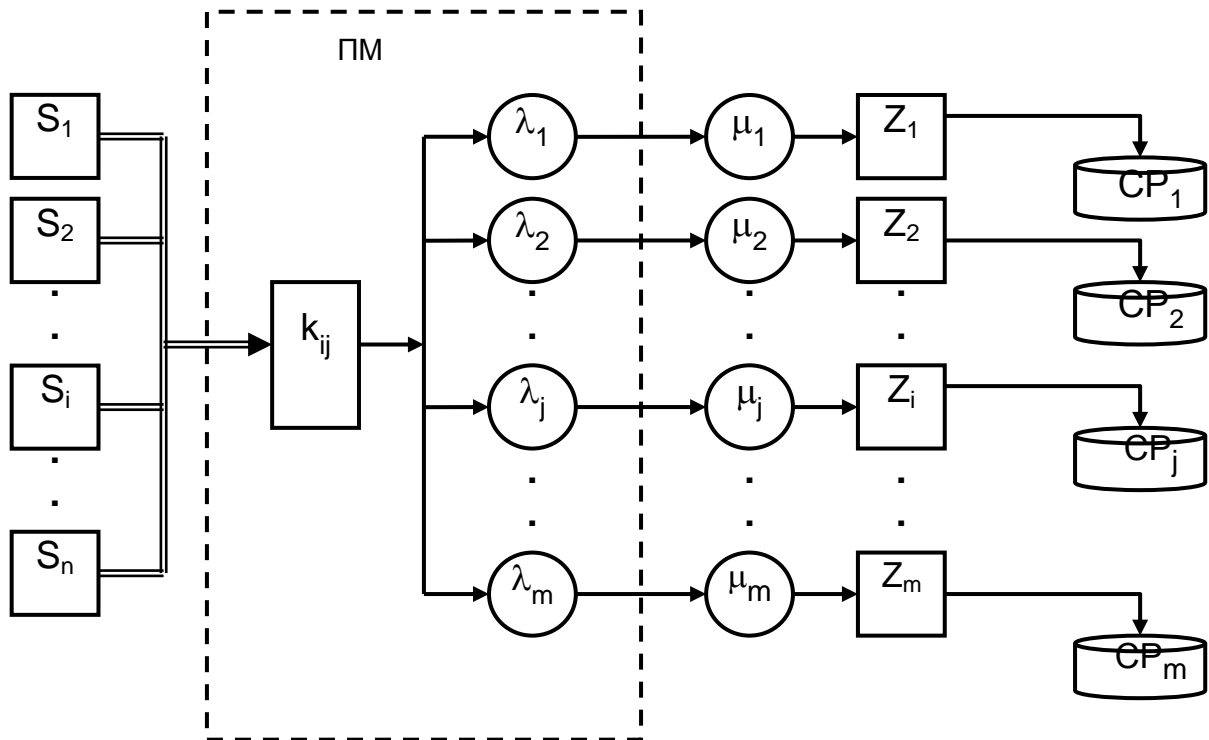 ПМ
S₁ λ₁ μ₁ Z₁ CP₁
S₂ λ₂ μ₂ Z₂ CP₂
kᵢⱼ
Sᵢ λⱼ μⱼ Zᵢ CPⱼ
Sₙ λₘ μₘ Zₘ CPₘ